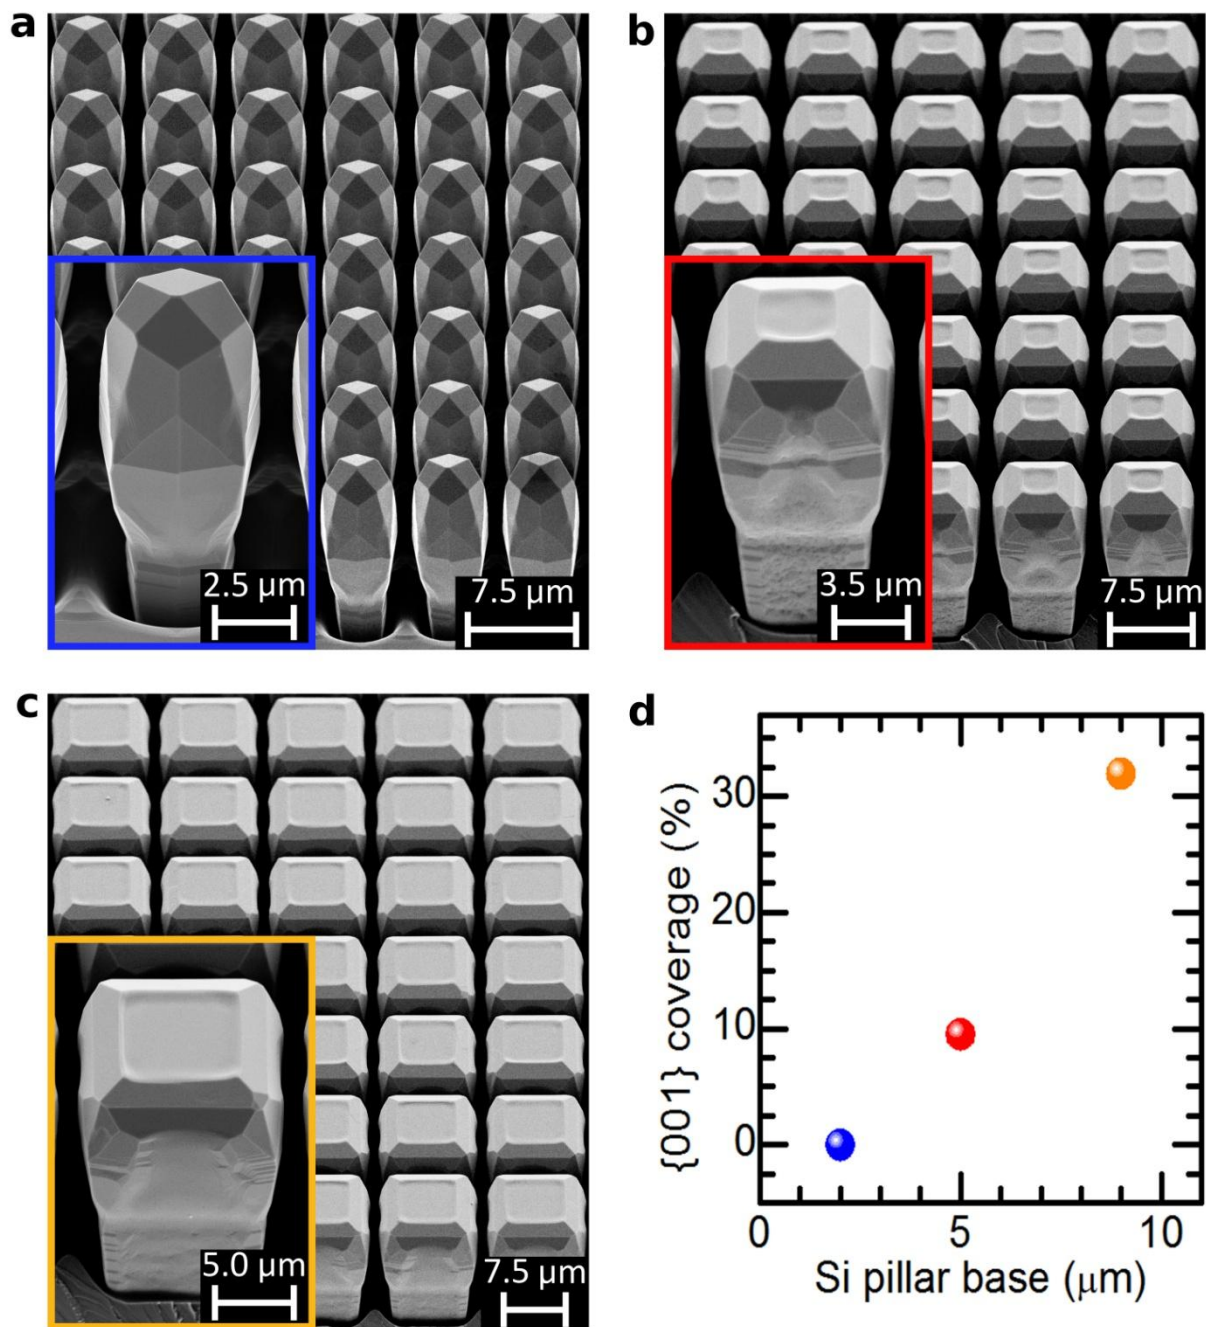 a
b
2.5 μm
7.5 μm
3.5 μm
7.5 μm
c
d
5.0 μm
7.5 μm
{001} coverage (%)
30
20
10
0
0
5
10
Si pillar base (μm)